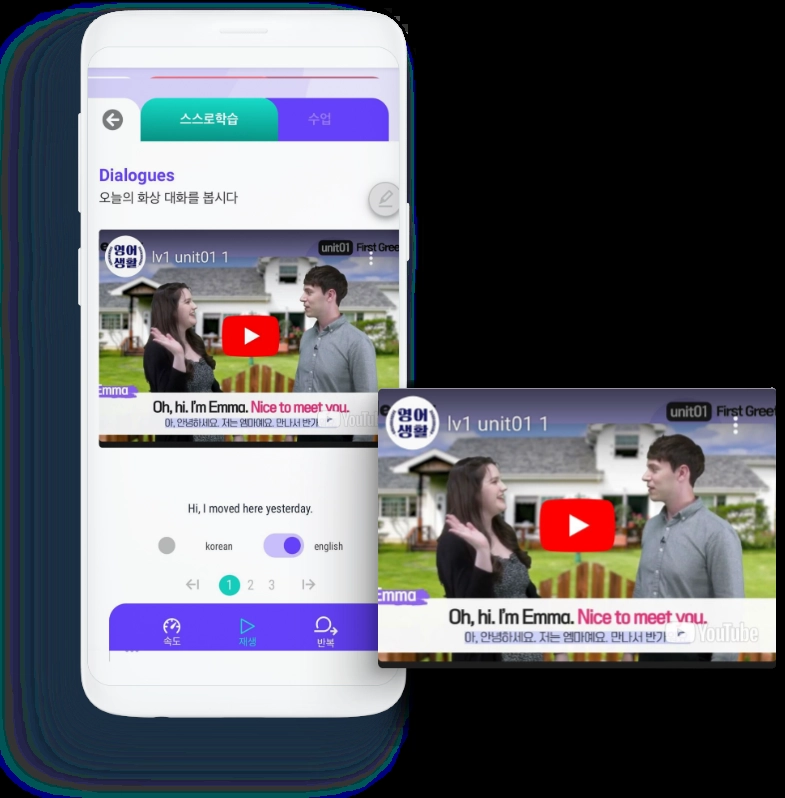 스스로학습
수업
Dialogues
오늘의 화상 대화를 봅시다
영어
생활
lv1 unit01 1
unit01 First Gree
Emma
Oh, hi. I'm Emma. Nice to meet you.
아, 안녕하세요. 저는 엠마예요. 만나서 반가
YouTu
Hi, I moved here yesterday.
korean
english
1 2 3
속도
재생
반복
영어
생활
lv1 unit01 1
unit01 First Greet
Emma
Oh, hi. I'm Emma. Nice to meet you.
아, 안녕하세요. 저는 엠마예요. 만나서 반가
YouTube